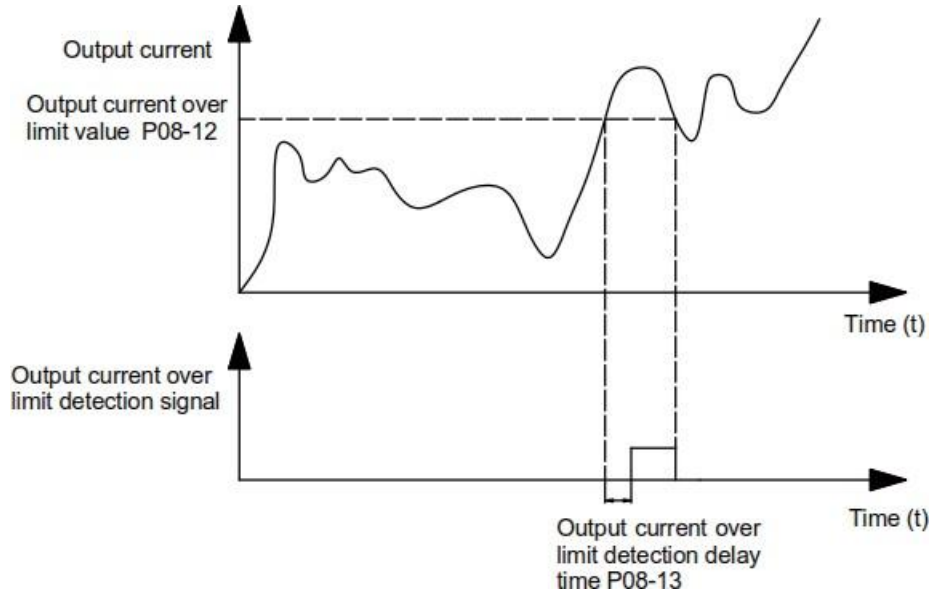 Output current
Output current over
limit value P08-12
Time (t)
Output current over
limit detection signal
Time (t)
Output current over
limit detection delay
time P08-13